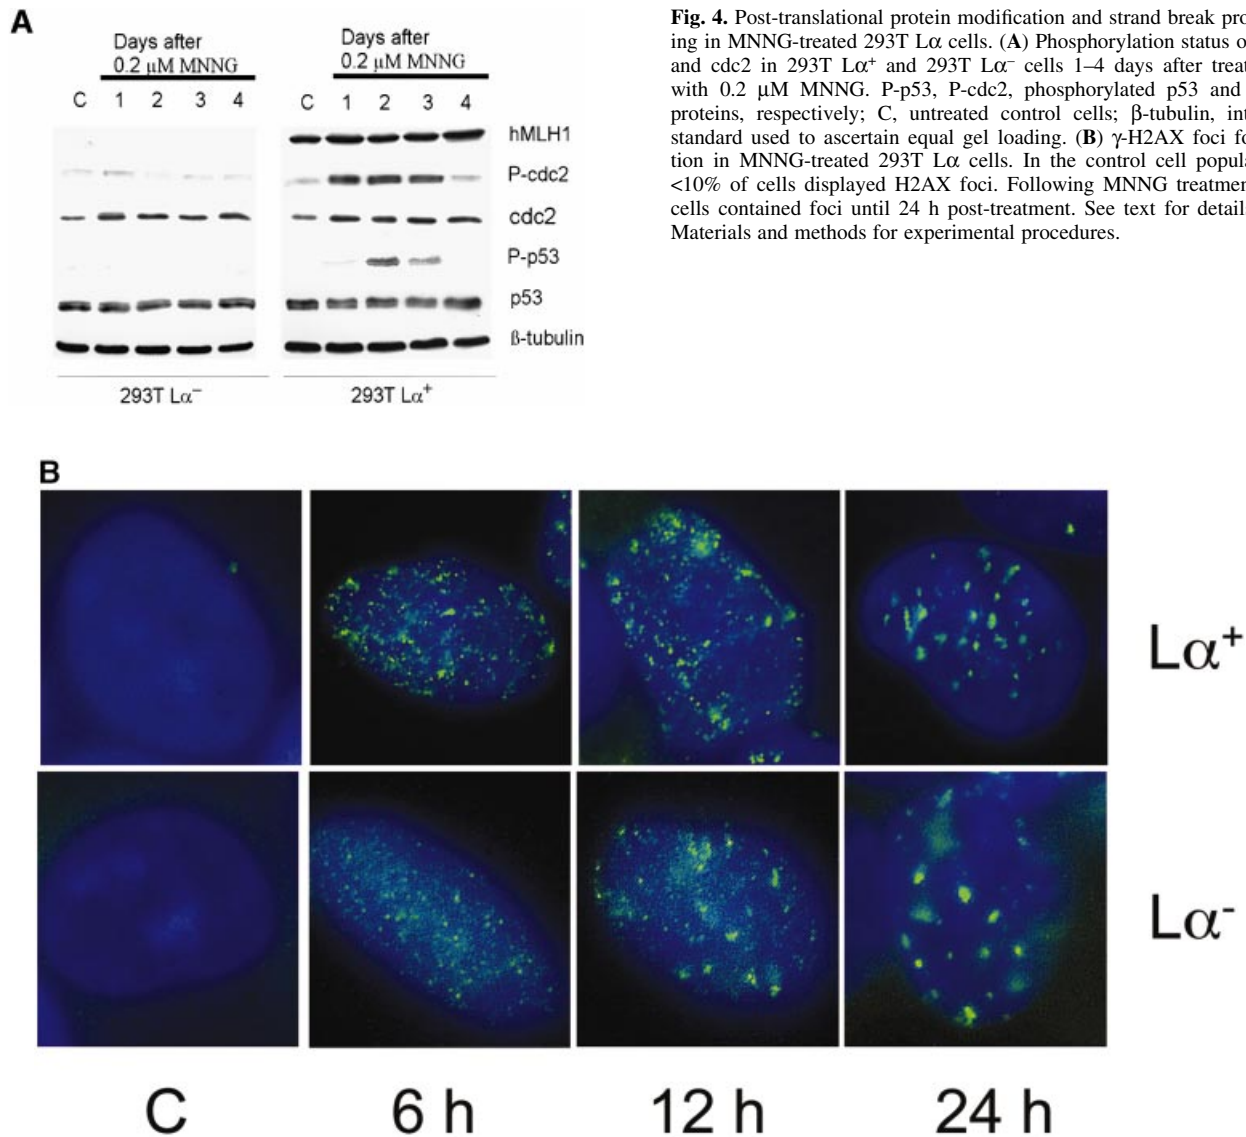 A
Days after
0.2 μM MNNG
C 1 2 3 4
Days after
0.2 μM MNNG
C 1 2 3 4
hMLH1
P-cdc2
cdc2
P-p53
p53
ß-tubulin
293T Lα⁻
293T Lα⁺
Fig. 4. Post-translational protein modification and strand break pro
ing in MNNG-treated 293T Lα cells. (A) Phosphorylation status o
and cdc2 in 293T Lα⁺ and 293T Lα⁻ cells 1–4 days after treat
with 0.2 μM MNNG. P-p53, P-cdc2, phosphorylated p53 and
proteins, respectively; C, untreated control cells; β-tubulin, int
standard used to ascertain equal gel loading. (B) γ-H2AX foci fo
tion in MNNG-treated 293T Lα cells. In the control cell popul
<10% of cells displayed H2AX foci. Following MNNG treatmen
cells contained foci until 24 h post-treatment. See text for detail
Materials and methods for experimental procedures.
B
Lα⁺
Lα⁻
C 6 h 12 h 24 h